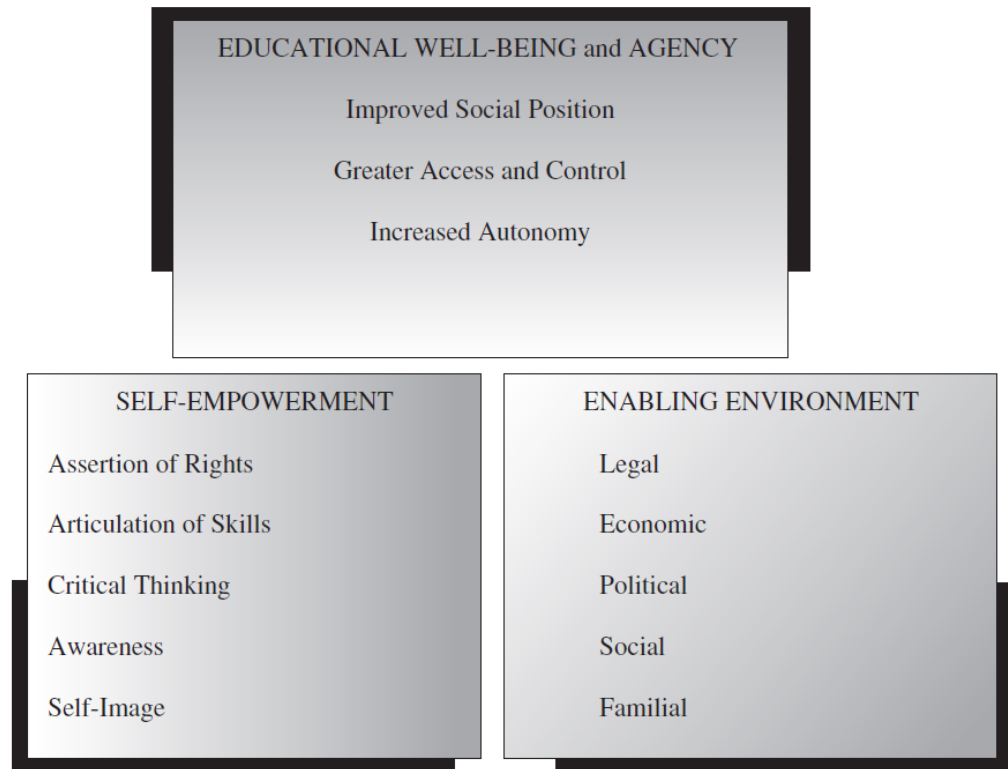 EDUCATIONAL WELL-BEING and AGENCY
Improved Social Position
Greater Access and Control
Increased Autonomy
SELF-EMPOWERMENT
Assertion of Rights
Articulation of Skills
Critical Thinking
Awareness
Self-Image
ENABLING ENVIRONMENT
Legal
Economic
Political
Social
Familial